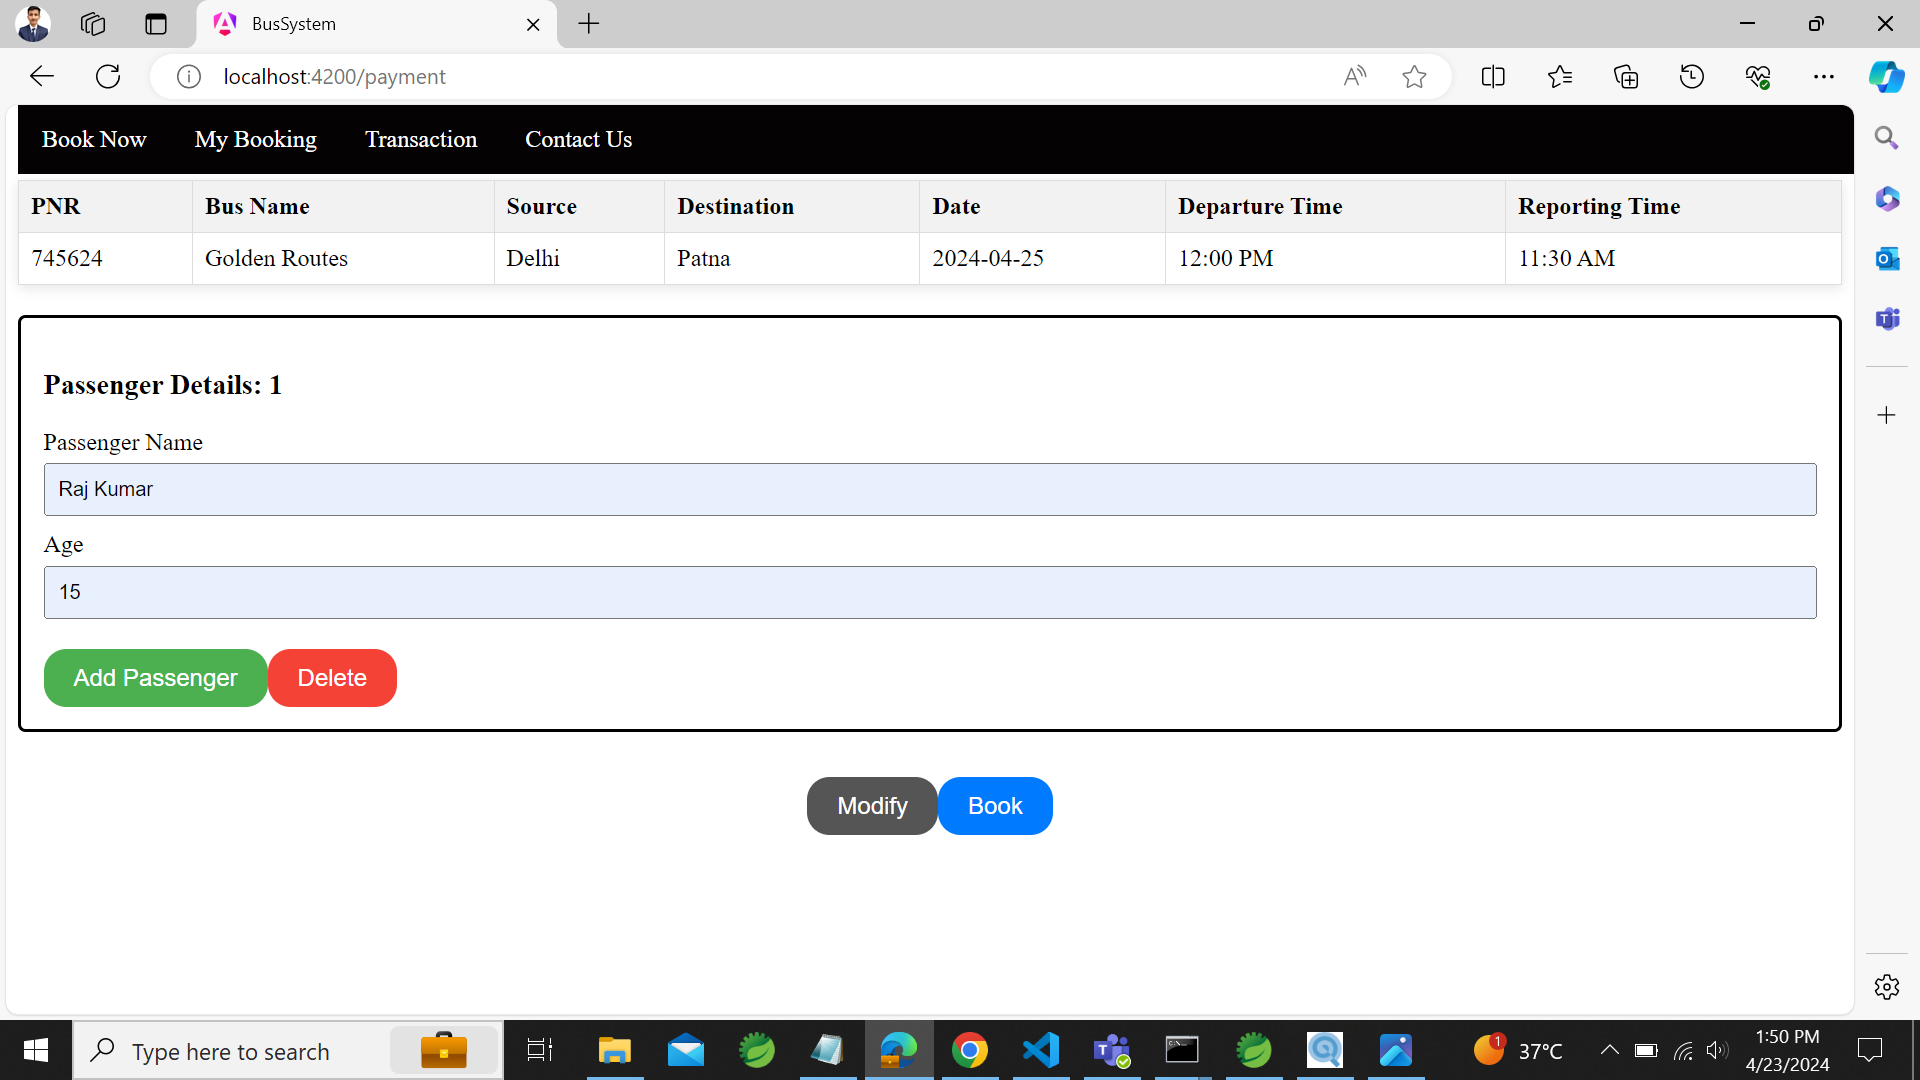 BusSystem
localhost:4200/payment
Book Now My Booking Transaction Contact Us
PNR Bus Name Source Destination Date Departure Time Reporting Time
745624 Golden Routes Delhi Patna 2024-04-25 12:00 PM 11:30 AM
Passenger Details: 1
Passenger Name
Raj Kumar
Age
15
Add Passenger Delete
Modify Book
Type here to search
1
37°C
1:50 PM
4/23/2024